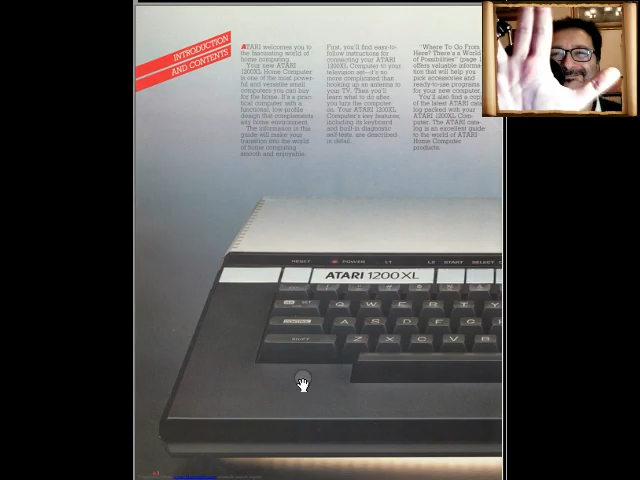 INTRODUCTION
AND CONTENTS
ATARI welcomes you to
the fascinating world of
home computing.
Your new ATARI
1200XL Home Computer
is one of the most power-
ful and versatile small
computers you can buy
for the home. It's a prac-
tical computer with a
functional, low-profile
design that complements
any home environment.
The information in this
guide will make your
transition into the world
of home computing
smooth and enjoyable.
First, you'll find easy-to-
follow instructions for
connecting your ATARI
1200XL Computer to your
television set—it's no
more complicated than
hooking up an antenna to
your TV. Then you'll
learn what to do after
you turn the computer
on. Your ATARI 1200XL
Computer's key features,
including its keyboard
and built-in diagnostic
self-tests, are described
in detail.
"Where To Go From
Here? There's a World
of Possibilities" (page
offers valuable informa-
tion that will help you
pick accessories and
ready-to-use programs
for your new computer.
You'll also find a copy
of the latest ATARI cata-
log packed with your
ATARI 1200XL Com-
puter. The ATARI cata-
log is an excellent guide
to the world of ATARI
Home Computer
products.
RESET POWER L1 L2 START SELECT
ATARI 1200XL
Q W E R T Y
CONTROL A S D F G
SHIFT Z X C V B